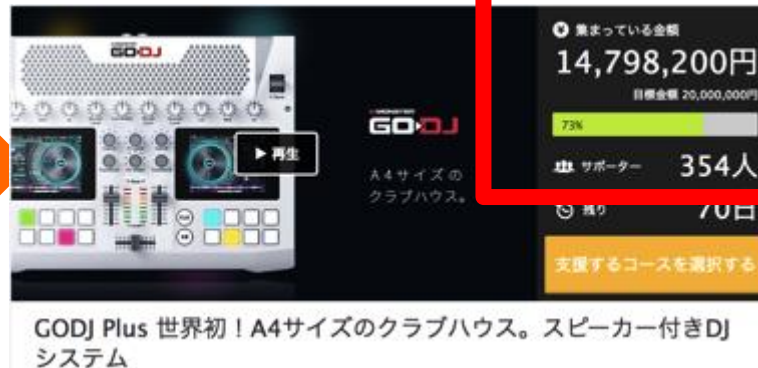 GODJ
▶ 再生
GODJ
A4サイズの
クラブハウス。
集まっている金額
14,798,200円
目標金額 20,000,000円
73%
サポーター 354人
残り 70日
支援するコースを選択する
GODJ Plus 世界初！A4サイズのクラブハウス。スピーカー付きDJ
システム